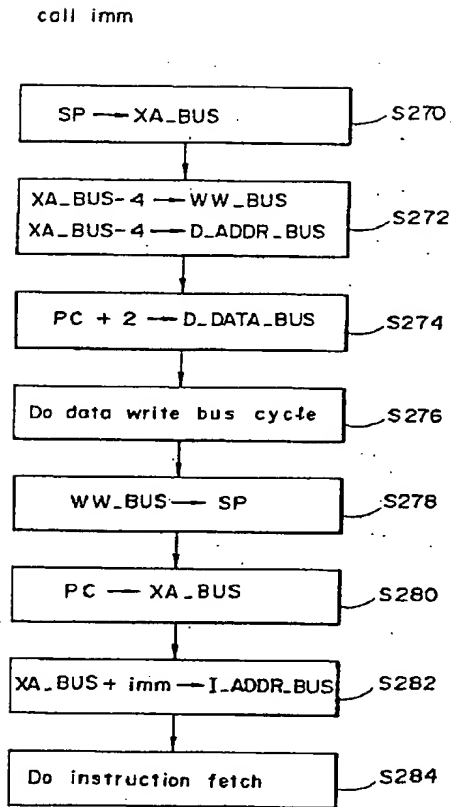 call imm
SP → XA_BUS
S270
XA_BUS-4 → WW_BUS
XA_BUS-4 → D_ADDR_BUS
S272
PC + 2 → D_DATA_BUS
S274
Do data write bus cycle
S276
WW_BUS → SP
S278
PC → XA_BUS
S280
XA_BUS + imm → I_ADDR_BUS
S282
Do instruction fetch
S284